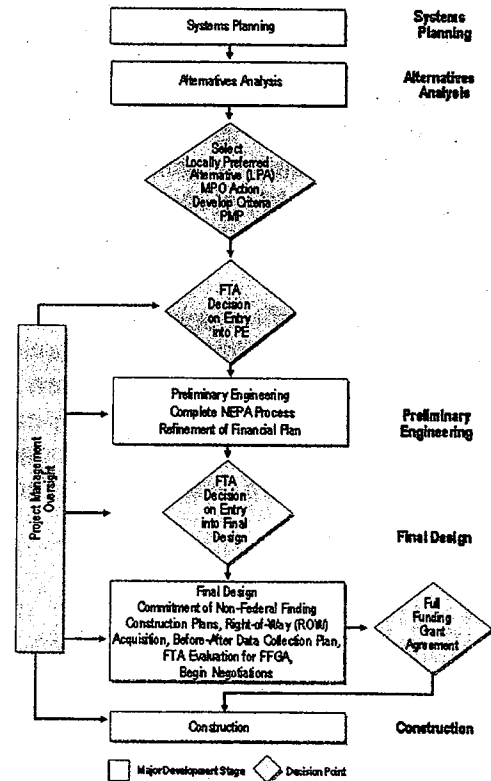 Systems Planning
Systems
Planning
Alternatives Analysis
Alternatives
Analysis
Select
Locally Preferred
Alternative (LPA)
MPO Action
Develop Criteria
PMP
FTA
Decision
on Entry
into PE
Project Management
Oversight
Preliminary Engineering
Complete NEPA Process
Refinement of Financial Plan
Preliminary
Engineering
FTA
Decision
on Entry
into Final
Design
Final Design
Final Design
Commitment of Non-Federal Finding
Construction Plans, Right-of-Way (ROW)
Acquisition, Before-After Data Collection Plan,
FTA Evaluation for FFGA,
Begin Negotiations
Full
Funding
Grant
Agreement
Construction
Construction
Major Development Stage
Decision Point